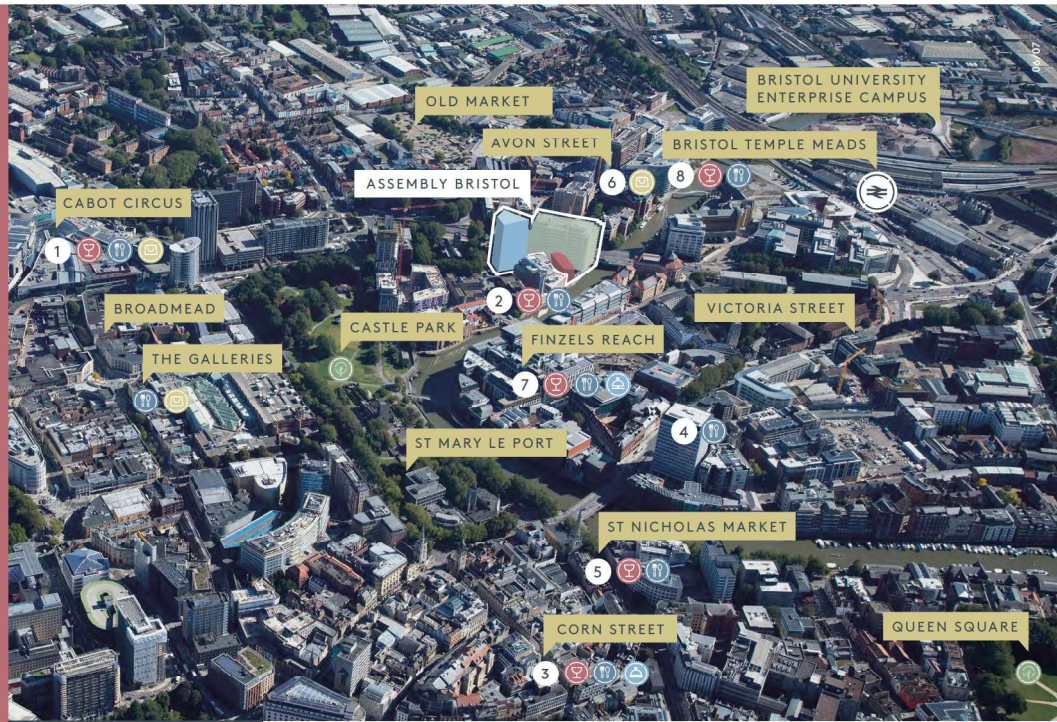 06/07
BRISTOL UNIVERSITY
ENTERPRISE CAMPUS
OLD MARKET
AVON STREET
BRISTOL TEMPLE MEADS
ASSEMBLY BRISTOL
6
8
CABOT CIRCUS
1
2
BROADMEAD
CASTLE PARK
VICTORIA STREET
FINZELS REACH
THE GALLERIES
7
4
ST MARY LE PORT
ST NICHOLAS MARKET
5
CORN STREET
QUEEN SQUARE
3